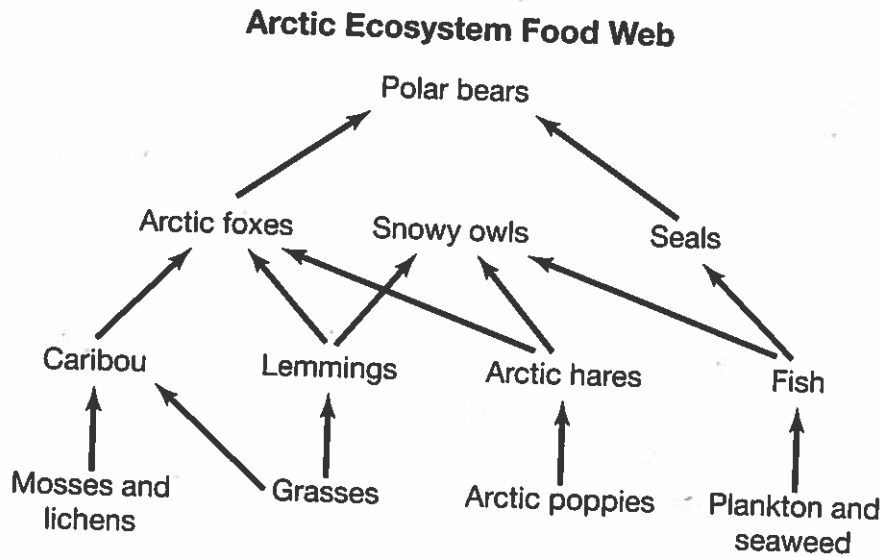 Arctic Ecosystem Food Web
Polar bears
Arctic foxes
Snowy owls
Seals
Caribou
Lemmings
Arctic hares
Fish
Mosses and
lichens
Grasses
Arctic poppies
Plankton and
seaweed